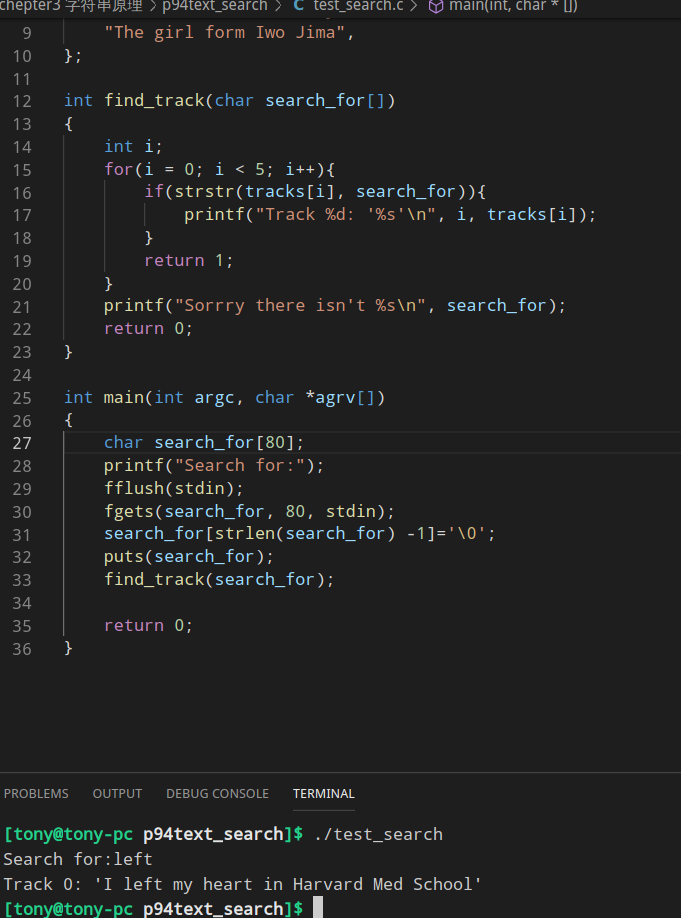 chepter3 字符串原理 > p94text_search > C test_search.c > main(int, char * [])
9 "The girl form Iwo Jima",
10 };
11
12 int find_track(char search_for[])
13 {
14 int i;
15 for(i = 0; i < 5; i++){
16 if(strstr(tracks[i], search_for)){
17 printf("Track %d: '%s'\n", i, tracks[i]);
18 }
19 return 1;
20 }
21 printf("Sorrry there isn't %s\n", search_for);
22 return 0;
23 }
24
25 int main(int argc, char *agrv[])
26 {
27 char search_for[80];
28 printf("Search for:");
29 fflush(stdin);
30 fgets(search_for, 80, stdin);
31 search_for[strlen(search_for) -1]='\0';
32 puts(search_for);
33 find_track(search_for);
34
35 return 0;
36 }
PROBLEMS OUTPUT DEBUG CONSOLE TERMINAL
[tony@tony-pc p94text_search]$ ./test_search
Search for:left
Track 0: 'I left my heart in Harvard Med School'
[tony@tony-pc p94text_search]$